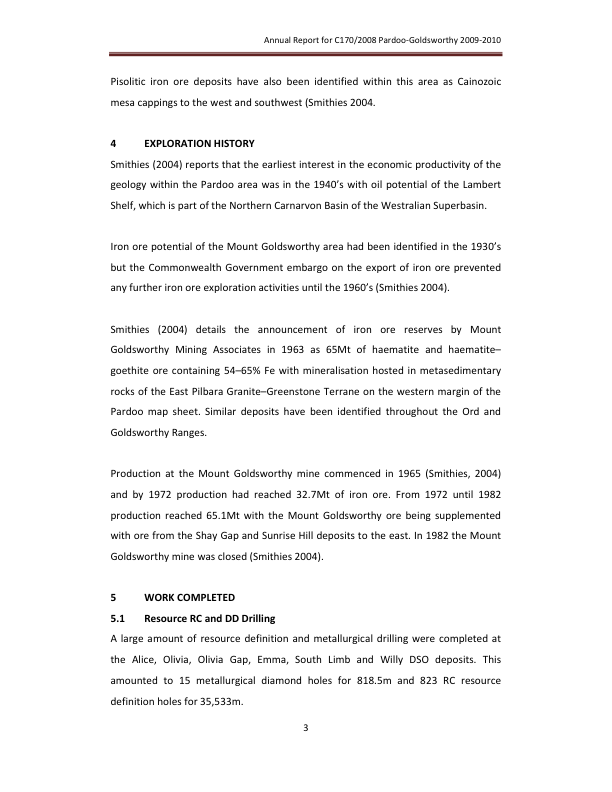 Annual Report for C170/2008 Pardoo-Goldsworthy 2009-2010
Pisolitic iron ore deposits have also been identified within this area as Cainozoic
mesa cappings to the west and southwest (Smithies 2004.
4 EXPLORATION HISTORY
Smithies (2004) reports that the earliest interest in the economic productivity of the
geology within the Pardoo area was in the 1940’s with oil potential of the Lambert
Shelf, which is part of the Northern Carnarvon Basin of the Westralian Superbasin.
Iron ore potential of the Mount Goldsworthy area had been identified in the 1930’s
but the Commonwealth Government embargo on the export of iron ore prevented
any further iron ore exploration activities until the 1960’s (Smithies 2004).
Smithies (2004) details the announcement of iron ore reserves by Mount
Goldsworthy Mining Associates in 1963 as 65Mt of haematite and haematite–
goethite ore containing 54–65% Fe with mineralisation hosted in metasedimentary
rocks of the East Pilbara Granite–Greenstone Terrane on the western margin of the
Pardoo map sheet. Similar deposits have been identified throughout the Ord and
Goldsworthy Ranges.
Production at the Mount Goldsworthy mine commenced in 1965 (Smithies, 2004)
and by 1972 production had reached 32.7Mt of iron ore. From 1972 until 1982
production reached 65.1Mt with the Mount Goldsworthy ore being supplemented
with ore from the Shay Gap and Sunrise Hill deposits to the east. In 1982 the Mount
Goldsworthy mine was closed (Smithies 2004).
5 WORK COMPLETED
5.1 Resource RC and DD Drilling
A large amount of resource definition and metallurgical drilling were completed at
the Alice, Olivia, Olivia Gap, Emma, South Limb and Willy DSO deposits. This
amounted to 15 metallurgical diamond holes for 818.5m and 823 RC resource
definition holes for 35,533m.
3